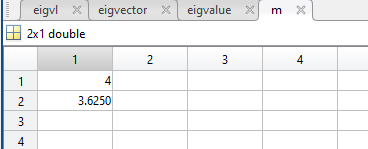 eigvl eigvector eigvalue m
2x1 double
1 2 3 4
1 4
2 3.6250
3
4